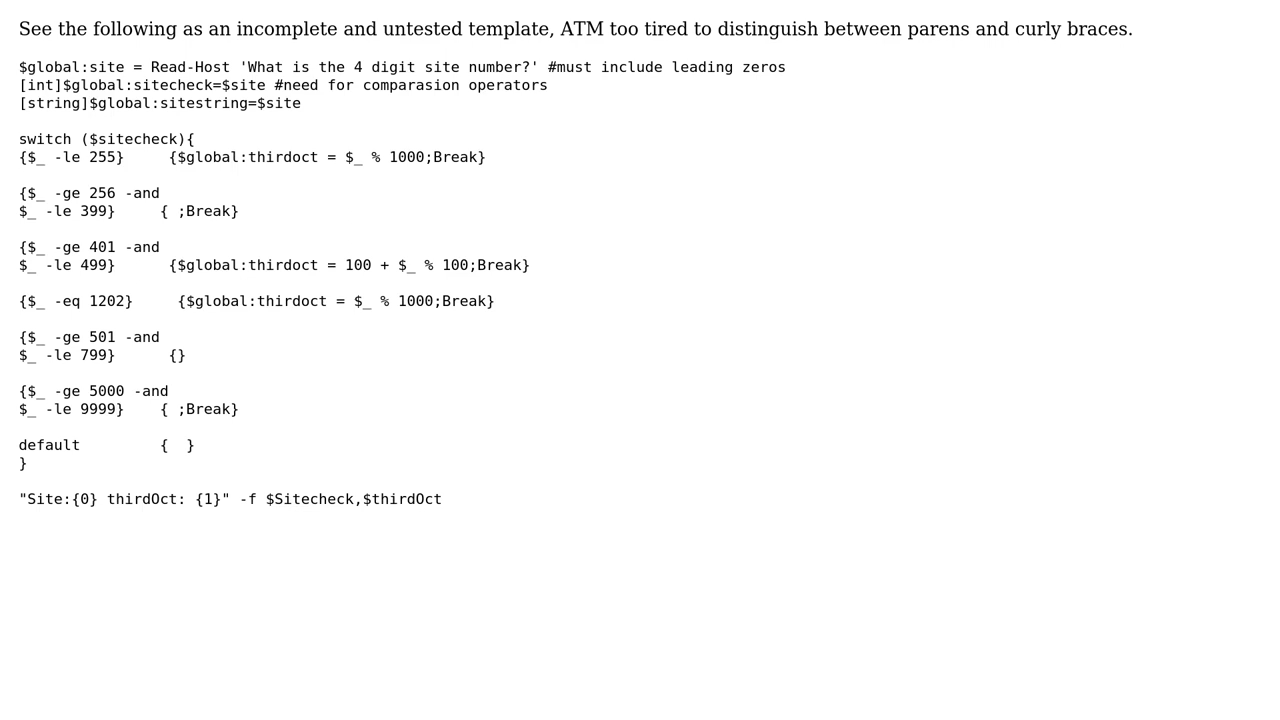 See the following as an incomplete and untested template, ATM too tired to distinguish between parens and curly braces.
$global:site = Read-Host 'What is the 4 digit site number?' #must include leading zeros
[int]$global:sitecheck=$site #need for comparasion operators
[string]$global:sitestring=$site
switch ($sitecheck){
{$_ -le 255}     {$global:thirdoct = $_ % 1000;Break}
{$_ -ge 256 -and
$_ -le 399}     { ;Break}
{$_ -ge 401 -and
$_ -le 499}      {$global:thirdoct = 100 + $_ % 100;Break}
{$_ -eq 1202}     {$global:thirdoct = $_ % 1000;Break}
{$_ -ge 501 -and
$_ -le 799}      {}
{$_ -ge 5000 -and
$_ -le 9999}    { ;Break}
default         {  }
}
"Site:{0} thirdOct: {1}" -f $Sitecheck,$thirdOct